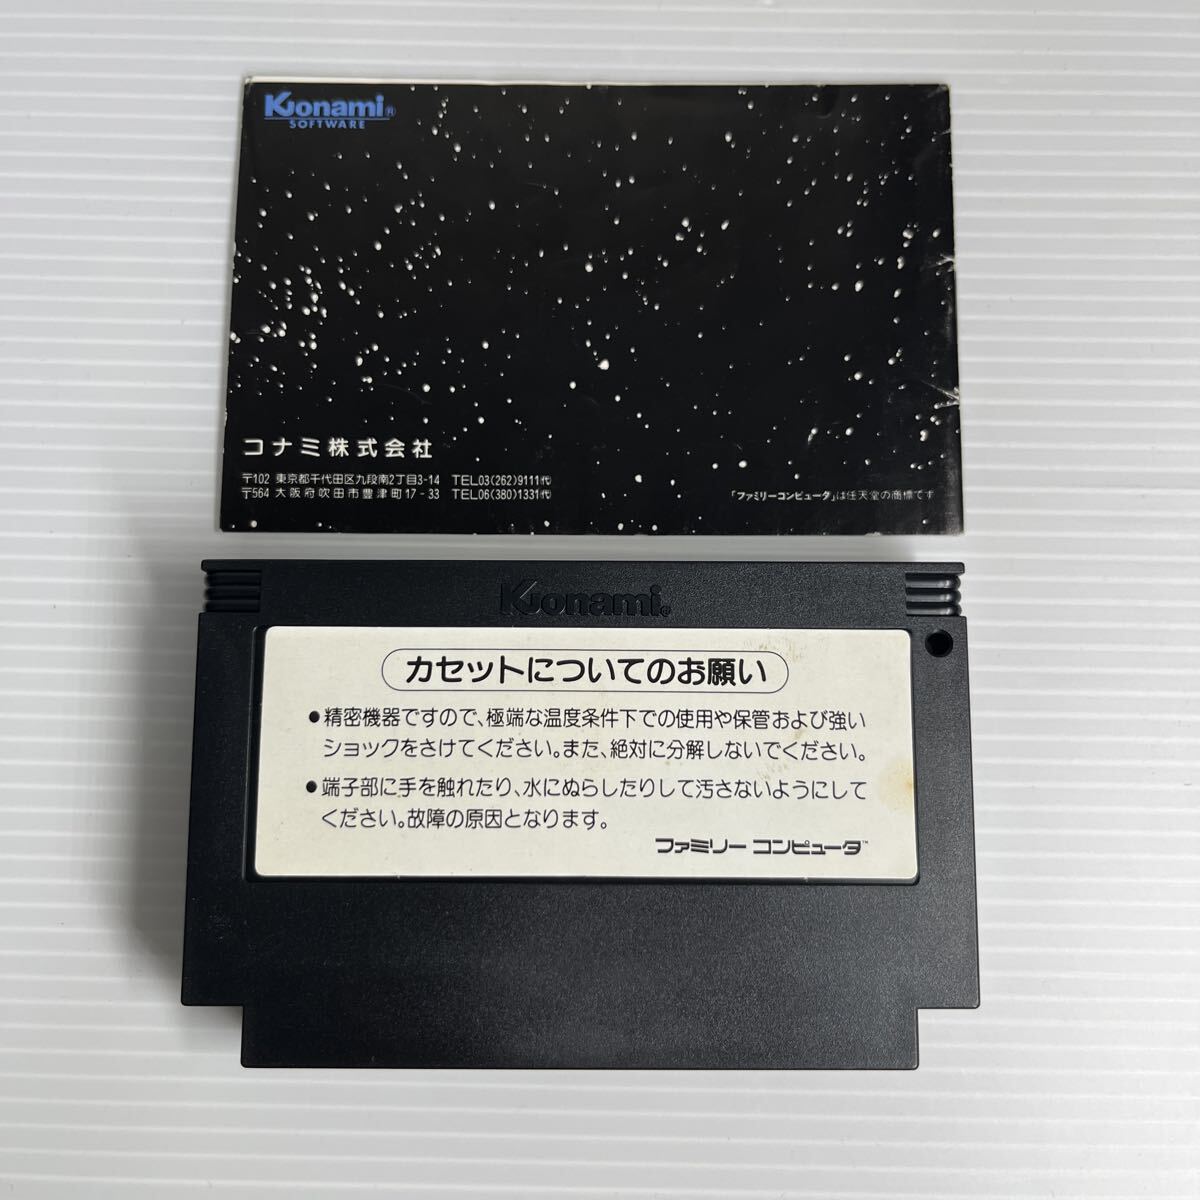 Konami®
SOFTWARE
コナミ株式会社
〒102 東京都千代田区九段南2丁目3-14 TEL03(262)9111㈹
〒564 大阪府吹田市豊津町17-33 TEL06(380)1331㈹
「ファミリーコンピュータ」は任天堂の商標です
Konami®
カセットについてのお願い
●精密機器ですので、極端な温度条件下での使用や保管および強い
ショックをさけてください。また、絶対に分解しないでください。
●端子部に手を触れたり、水にぬらしたりして汚さないようにして
ください。故障の原因となります。
ファミリー コンピュータ™